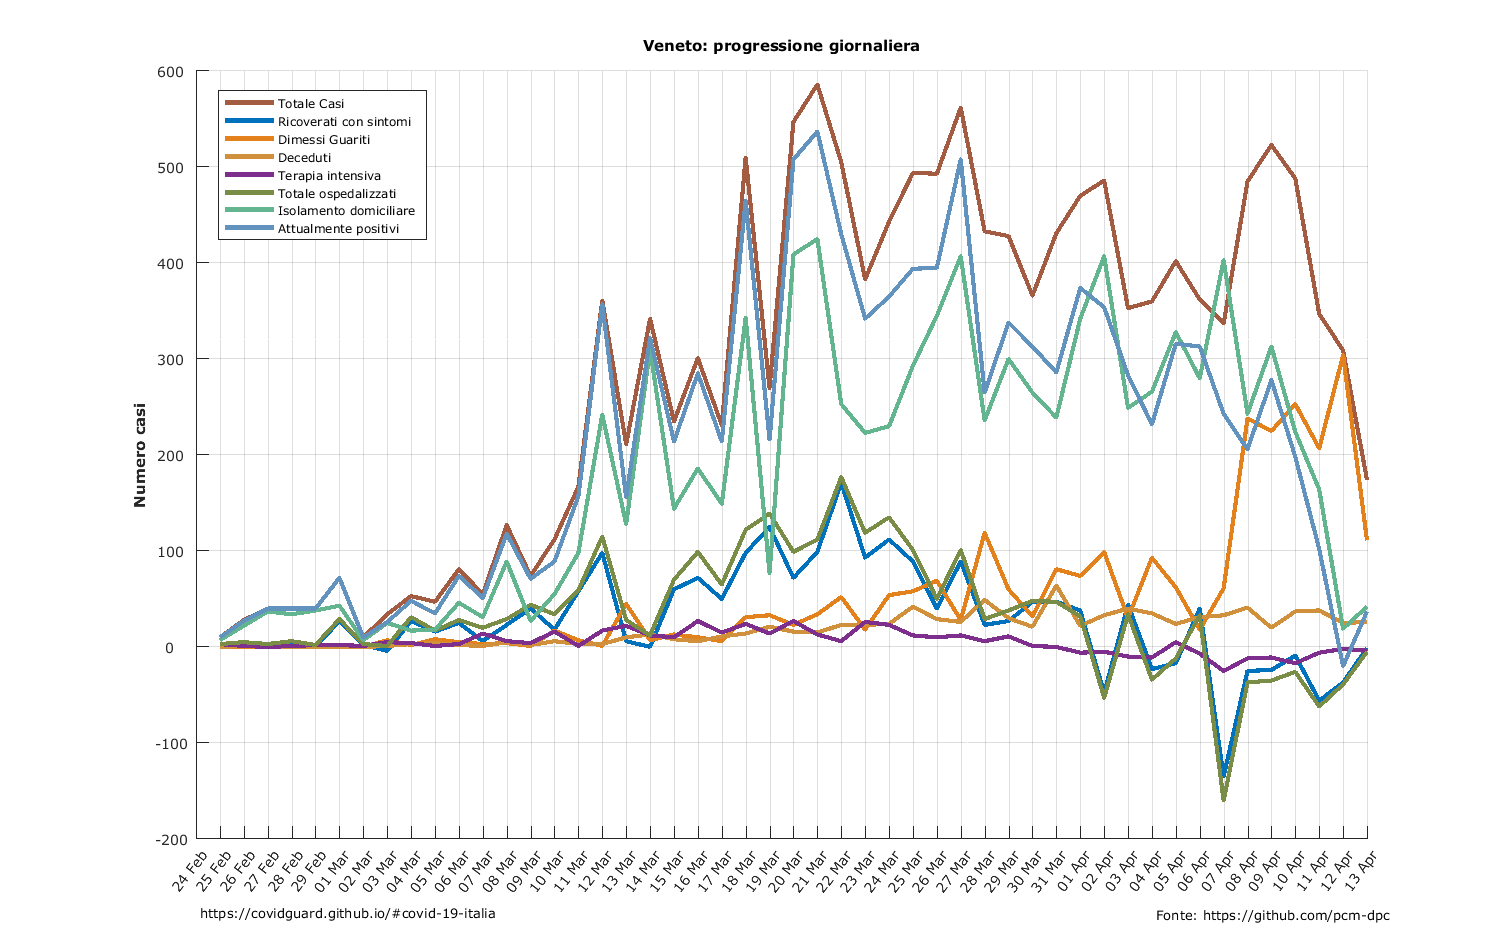 Veneto: progressione giornaliera
600
500
400
300
200
100
0
-100
-200
Numero casi
Totale Casi
Ricoverati con sintomi
Dimessi Guariti
Deceduti
Terapia intensiva
Totale ospedalizzati
Isolamento domiciliare
Attualmente positivi
24 Feb
25 Feb
26 Feb
27 Feb
28 Feb
29 Feb
01 Mar
02 Mar
03 Mar
04 Mar
05 Mar
06 Mar
07 Mar
08 Mar
09 Mar
10 Mar
11 Mar
12 Mar
13 Mar
14 Mar
15 Mar
16 Mar
17 Mar
18 Mar
19 Mar
20 Mar
21 Mar
22 Mar
23 Mar
24 Mar
25 Mar
26 Mar
27 Mar
28 Mar
29 Mar
30 Mar
31 Mar
01 Apr
02 Apr
03 Apr
04 Apr
05 Apr
06 Apr
07 Apr
08 Apr
09 Apr
10 Apr
11 Apr
12 Apr
13 Apr
https://covidguard.github.io/#covid-19-italia
Fonte: https://github.com/pcm-dpc